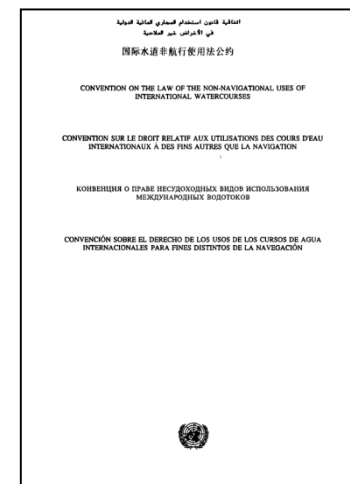 اتفاقية قانون استخدام المجاري المائية الدولية
في الأغراض غير الملاحية
国际水道非航行使用法公约
CONVENTION ON THE LAW OF THE NON-NAVIGATIONAL USES OF
INTERNATIONAL WATERCOURSES
CONVENTION SUR LE DROIT RELATIF AUX UTILISATIONS DES COURS D'EAU
INTERNATIONAUX À DES FINS AUTRES QUE LA NAVIGATION
КОНВЕНЦИЯ О ПРАВЕ НЕСУДОХОДНЫХ ВИДОВ ИСПОЛЬЗОВАНИЯ
МЕЖДУНАРОДНЫХ ВОДОТОКОВ
CONVENCIÓN SOBRE EL DERECHO DE LOS USOS DE LOS CURSOS DE AGUA
INTERNACIONALES PARA FINES DISTINTOS DE LA NAVEGACIÓN